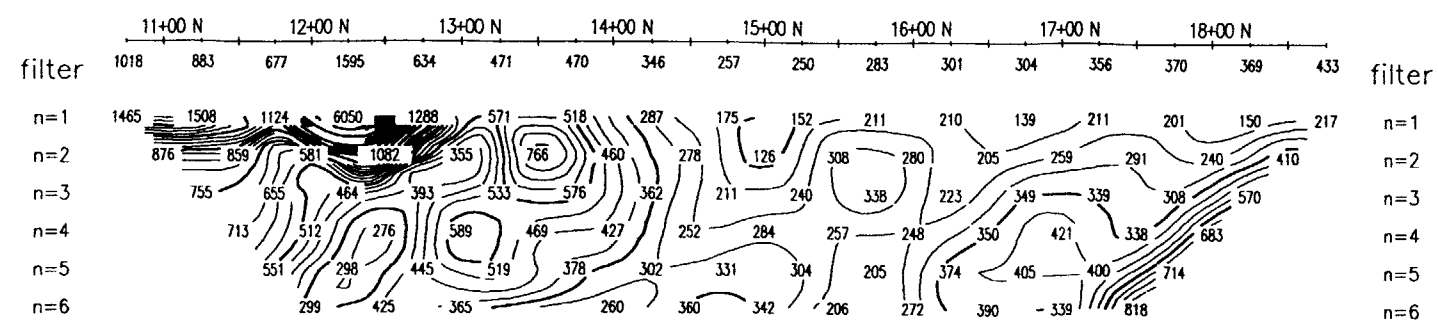 11+00 N 12+00 N 13+00 N 14+00 N 15+00 N 16+00 N 17+00 N 18+00 N
filter 1018 883 677 1595 634 471 470 346 257 250 283 301 304 356 370 369 433 filter
n=1 1465 1508 1124 6050 1288 571 518 287 175 152 211 210 139 211 201 150 217 n=1
n=2 876 859 581 1082 355 766 460 278 126 308 280 205 259 291 240 410 n=2
n=3 755 655 464 393 533 576 362 211 240 338 223 349 339 308 570 n=3
n=4 713 512 276 589 469 427 252 284 257 248 350 421 338 683 n=4
n=5 551 298 445 519 378 302 331 304 205 374 405 400 714 n=5
n=6 299 425 365 260 360 342 206 272 390 339 818 n=6